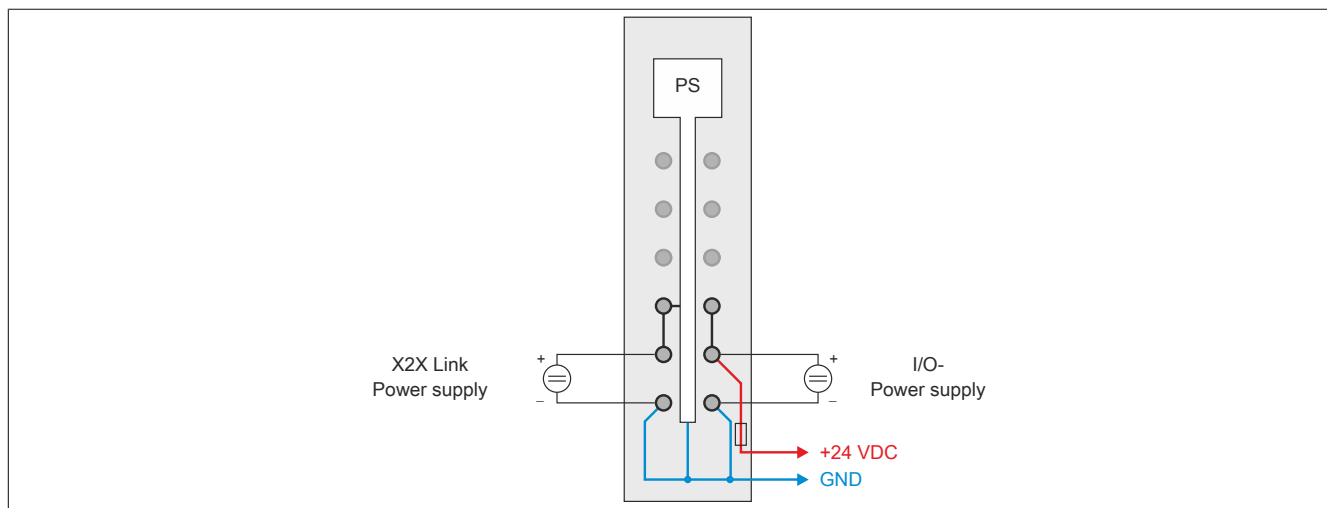 PS
X2X Link
Power supply
+
–
+
–
I/O-
Power supply
+24 VDC
GND